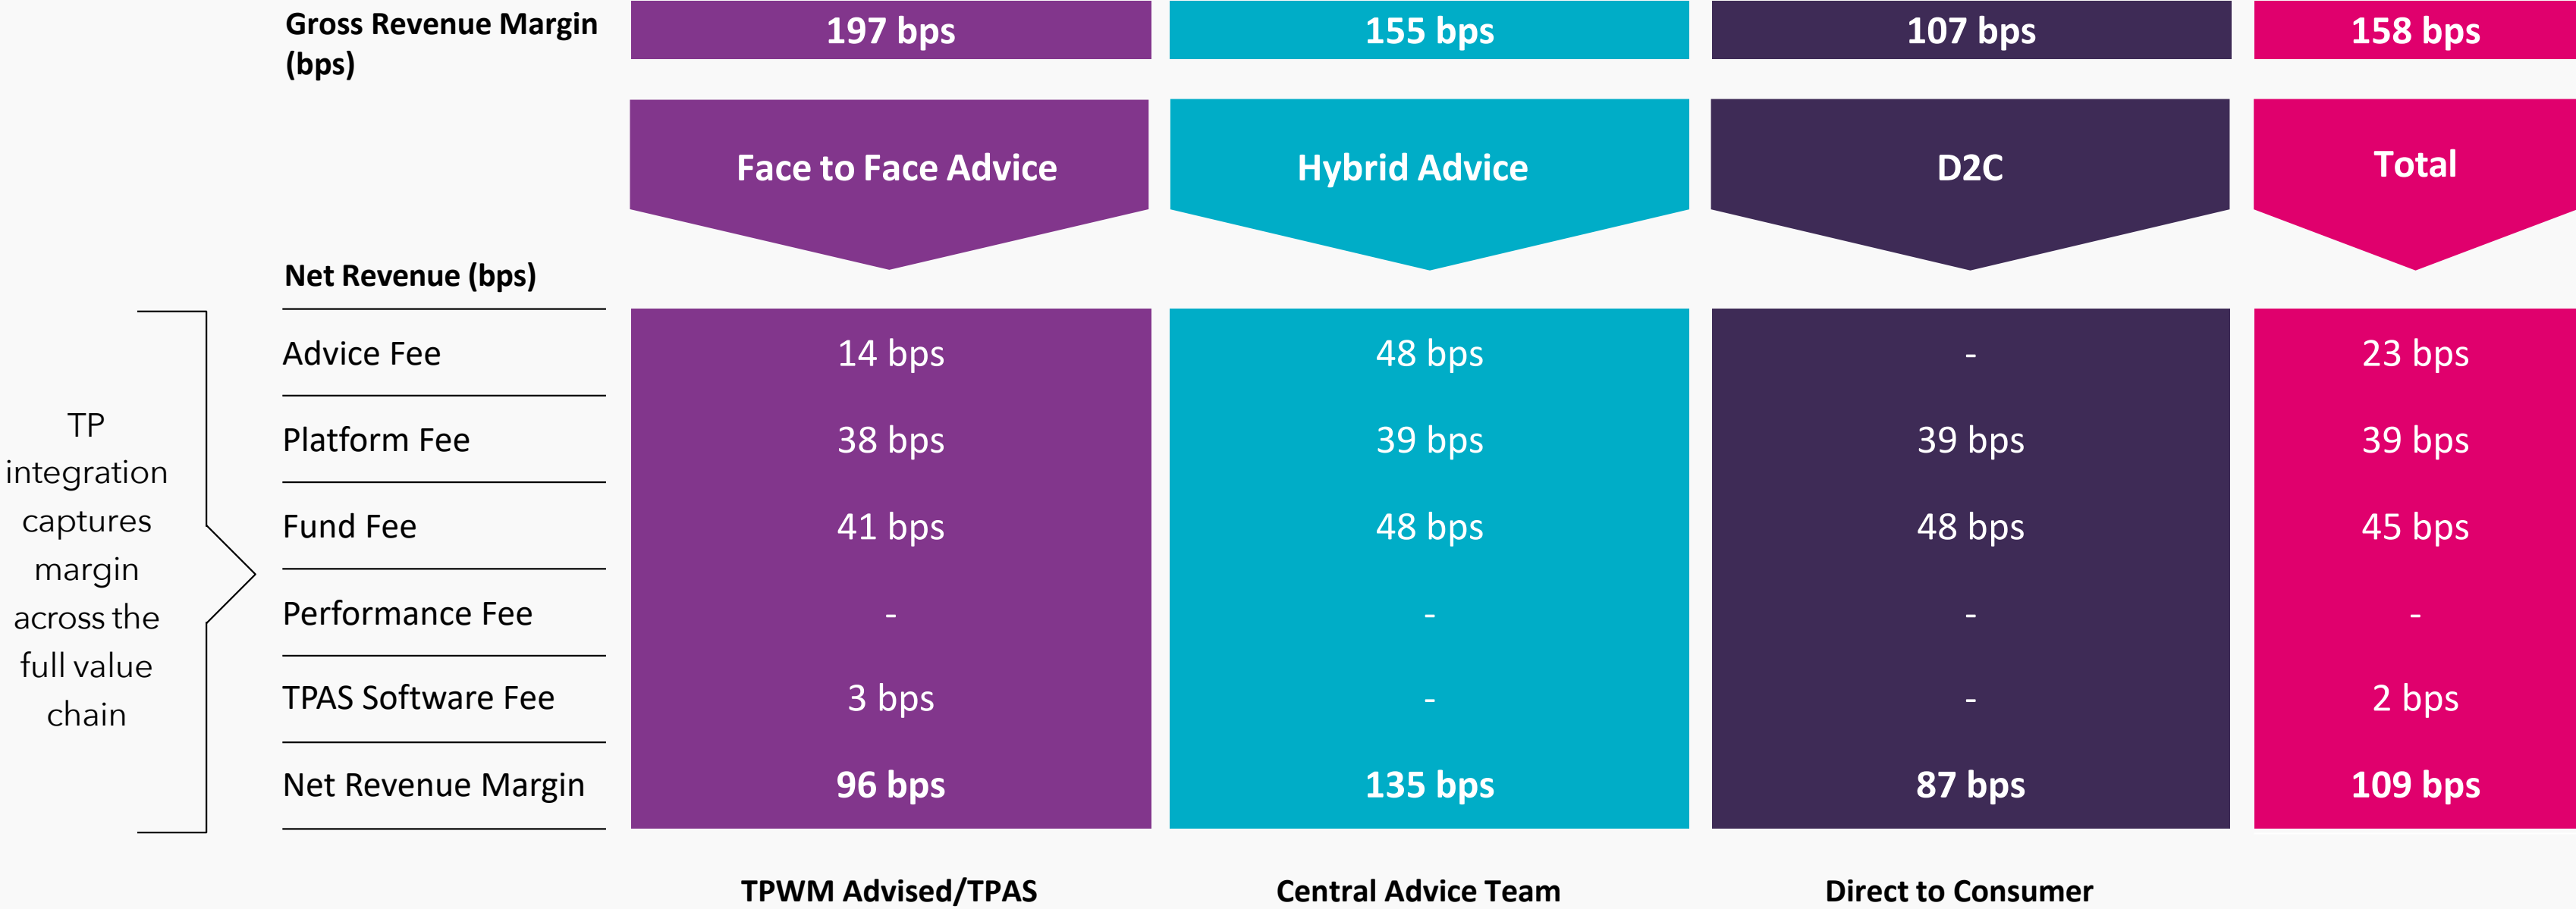 Gross Revenue Margin
(bps)
197 bps
155 bps
107 bps
158 bps
Face to Face Advice
Hybrid Advice
D2C
Total
Net Revenue (bps)
TP
integration
captures
margin
across the
full value
chain
Advice Fee
14 bps
48 bps
-
23 bps
Platform Fee
38 bps
39 bps
39 bps
39 bps
Fund Fee
41 bps
48 bps
48 bps
45 bps
Performance Fee
-
-
-
-
TPAS Software Fee
3 bps
-
-
2 bps
Net Revenue Margin
96 bps
135 bps
87 bps
109 bps
TPWM Advised/TPAS
Central Advice Team
Direct to Consumer